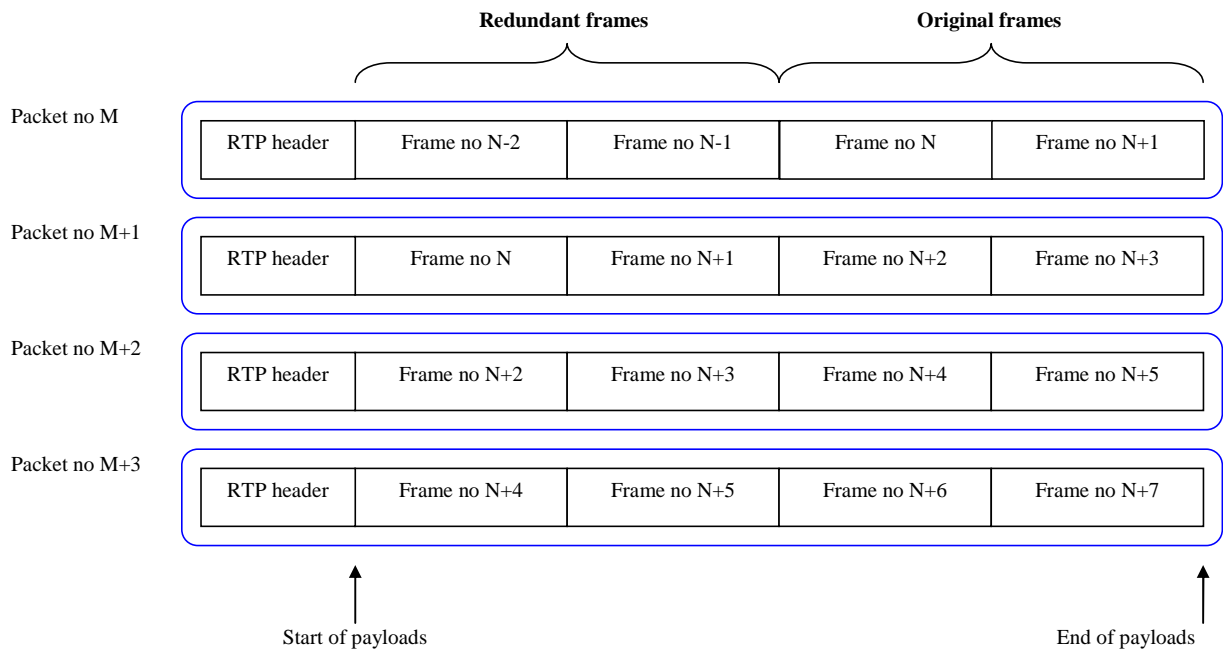 Redundant frames Original frames
Packet no M
RTP header Frame no N-2 Frame no N-1 Frame no N Frame no N+1
Packet no M+1
RTP header Frame no N Frame no N+1 Frame no N+2 Frame no N+3
Packet no M+2
RTP header Frame no N+2 Frame no N+3 Frame no N+4 Frame no N+5
Packet no M+3
RTP header Frame no N+4 Frame no N+5 Frame no N+6 Frame no N+7
Start of payloads End of payloads